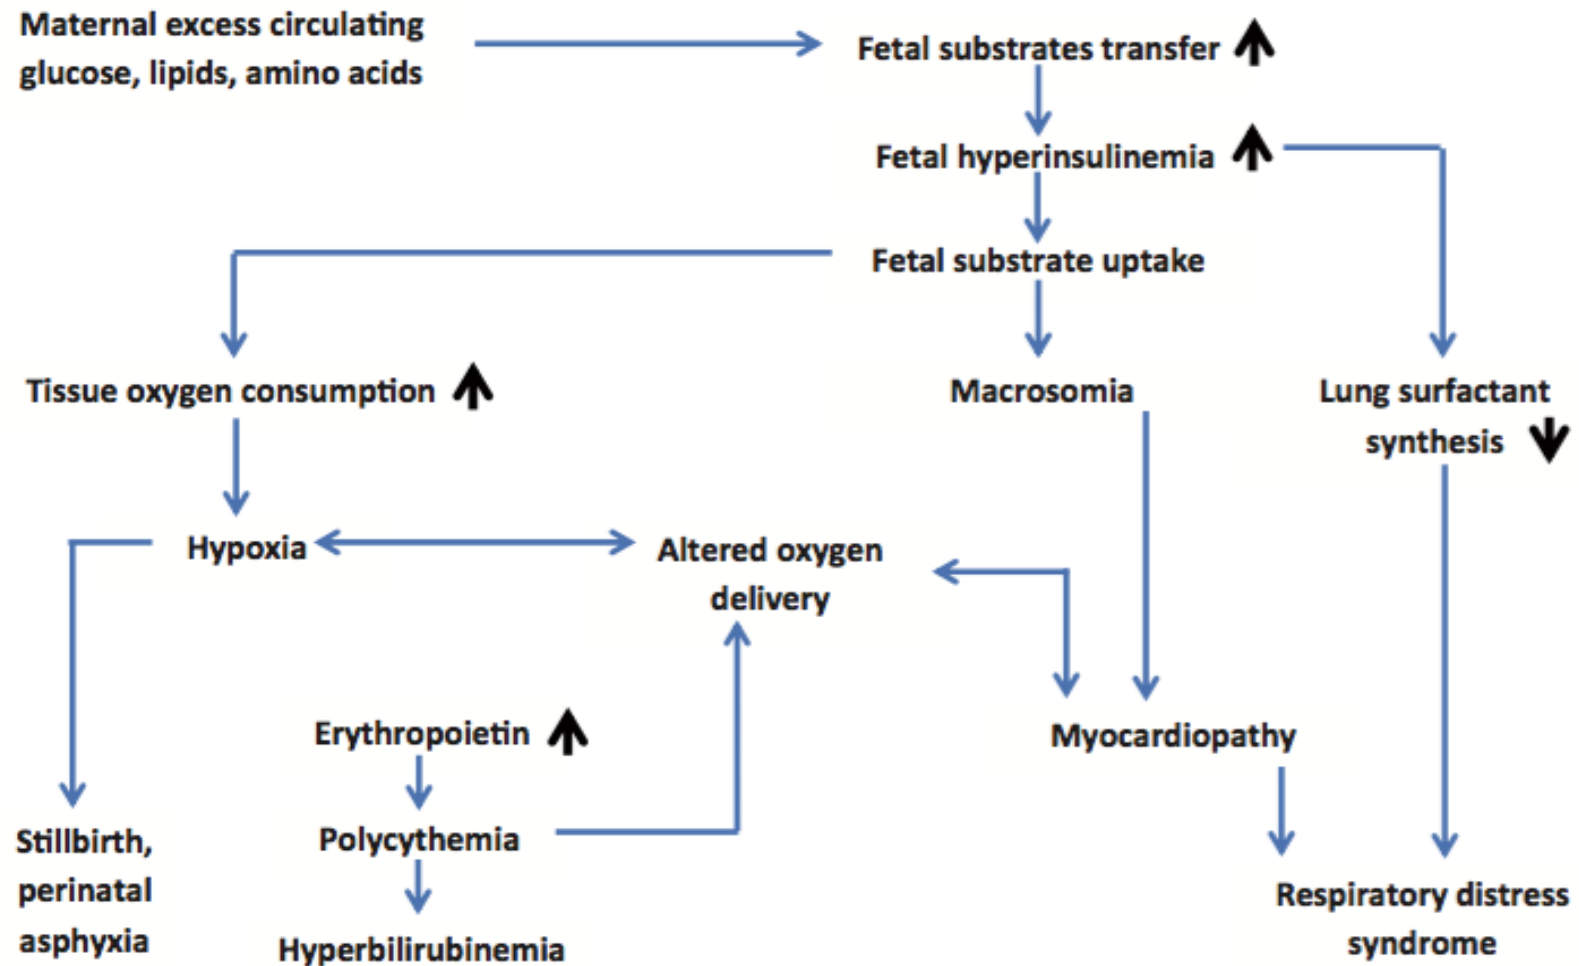 Maternal excess circulating
glucose, lipids, amino acids
Fetal substrates transfer
Fetal hyperinsulinemia
Fetal substrate uptake
Tissue oxygen consumption
Macrosomia
Lung surfactant
synthesis
Hypoxia
Altered oxygen
delivery
Erythropoietin
Myocardiopathy
Polycythemia
Stillbirth,
perinatal
asphyxia
Hyperbilirubinemia
Respiratory distress
syndrome